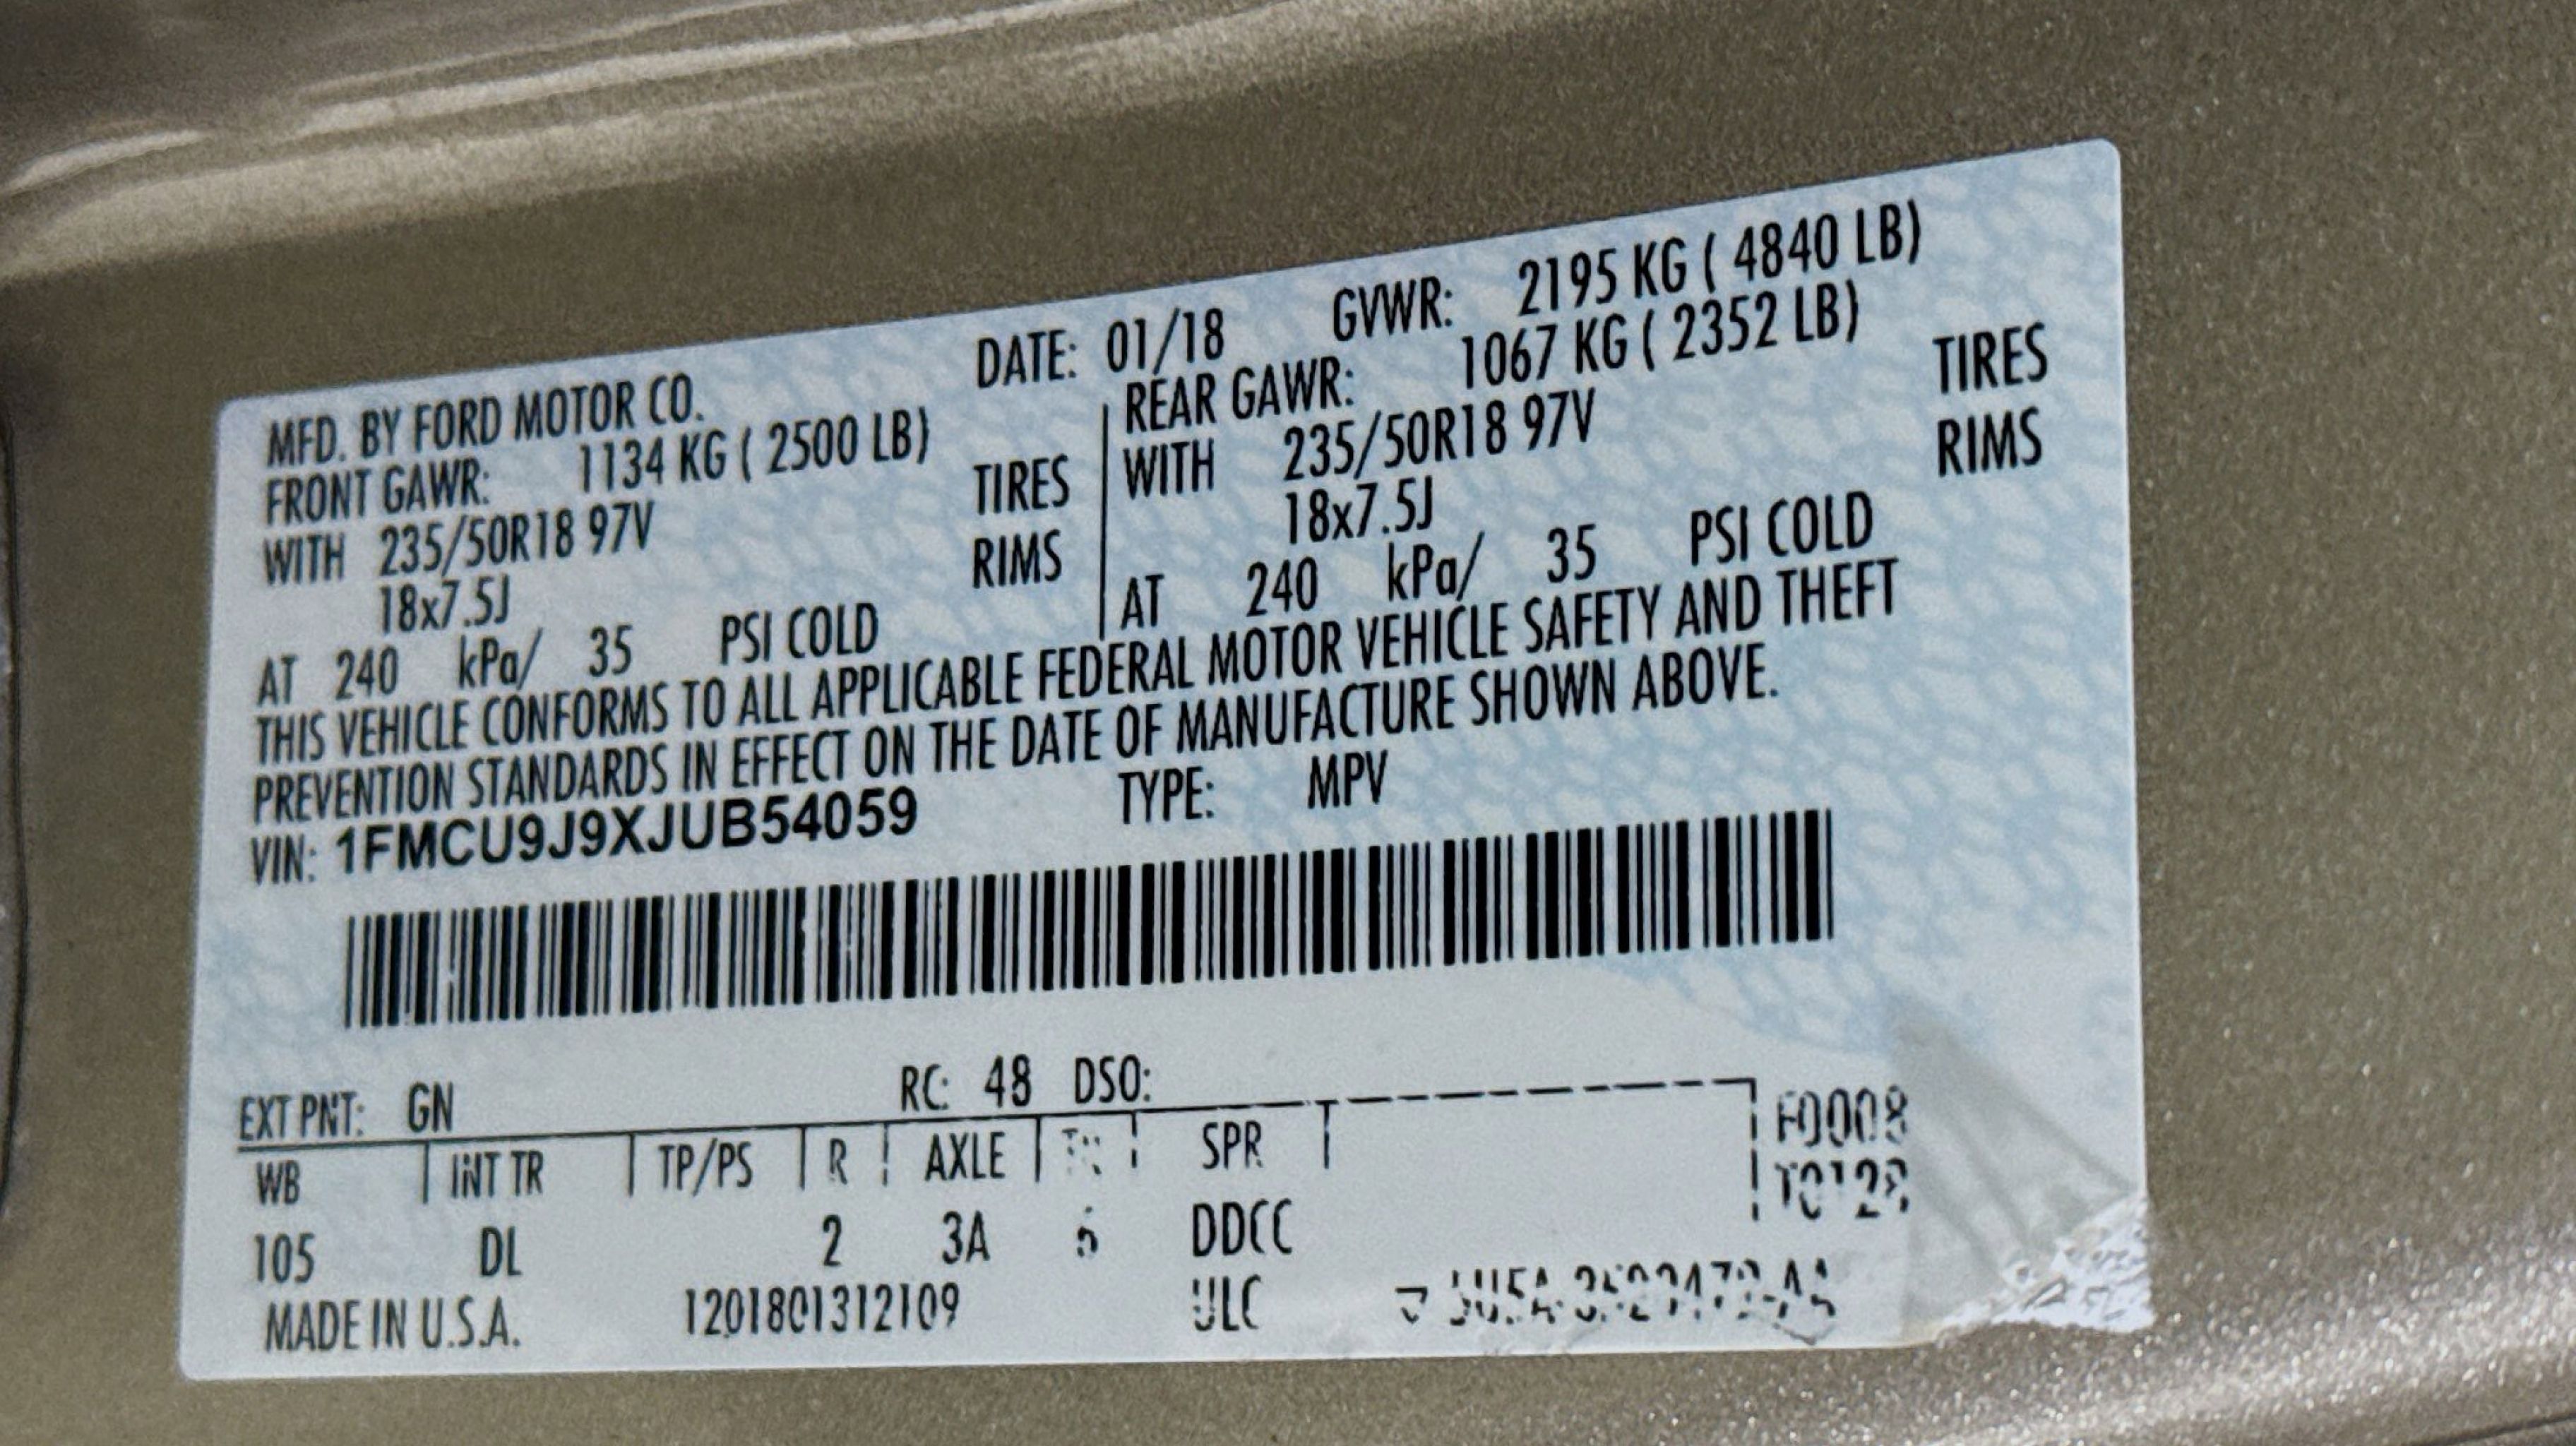 MFD. BY FORD MOTOR CO. DATE: 01/18 GVWR: 2195 KG ( 4840 LB)
FRONT GAWR: 1134 KG ( 2500 LB) REAR GAWR: 1067 KG ( 2352 LB)
WITH 235/50R18 97V TIRES WITH 235/50R18 97V TIRES
18x7.5J RIMS 18x7.5J RIMS
AT 240 kPa/ 35 PSI COLD AT 240 kPa/ 35 PSI COLD
THIS VEHICLE CONFORMS TO ALL APPLICABLE FEDERAL MOTOR VEHICLE SAFETY AND THEFT
PREVENTION STANDARDS IN EFFECT ON THE DATE OF MANUFACTURE SHOWN ABOVE.
VIN: 1FMCU9J9XJUB54059 TYPE: MPV
EXT PNT: GN RC: 48 DSO:
WB INT TR TP/PS R AXLE SPR F0008
105 DL 2 3A DDCC
MADE IN U.S.A. 1201801312109 ULC